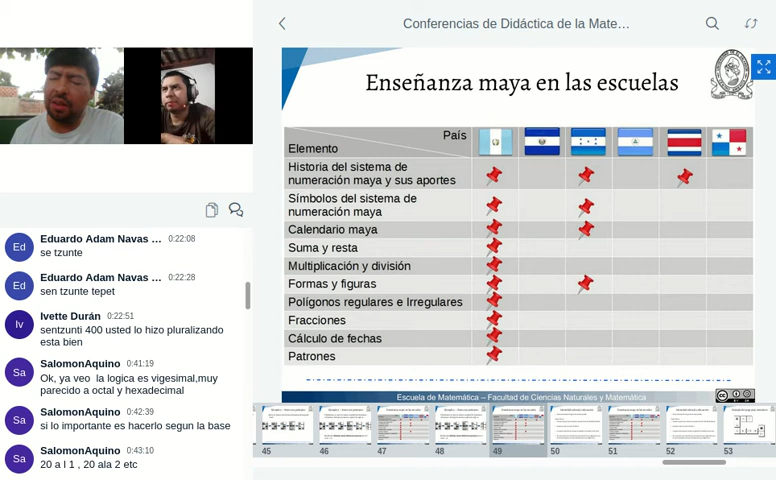 Conferencias de Didáctica de la Mate…
Enseñanza maya en las escuelas
País
Elemento
Historia del sistema de
numeración maya y sus aportes
Símbolos del sistema de
numeración maya
Calendario maya
Suma y resta
Multiplicación y división
Formas y figuras
Polígonos regulares e Irregulares
Fracciones
Cálculo de fechas
Patrones
Escuela de Matemática – Facultad de Ciencias Naturales y Matemática
45
46
47
48
49
50
51
52
53
Ed
Eduardo Adam Navas … 0:22:08
se tzunte
Ed
Eduardo Adam Navas … 0:22:28
sen tzunte tepet
Iv
Ivette Durán 0:22:51
sentzunti 400 usted lo hizo pluralizando
esta bien
Sa
SalomonAquino 0:41:19
Ok, ya veo la logica es vigesimal,muy
parecido a octal y hexadecimal
Sa
SalomonAquino 0:42:39
si lo importante es hacerlo segun la base
Sa
SalomonAquino 0:43:10
20 a l 1 , 20 ala 2 etc